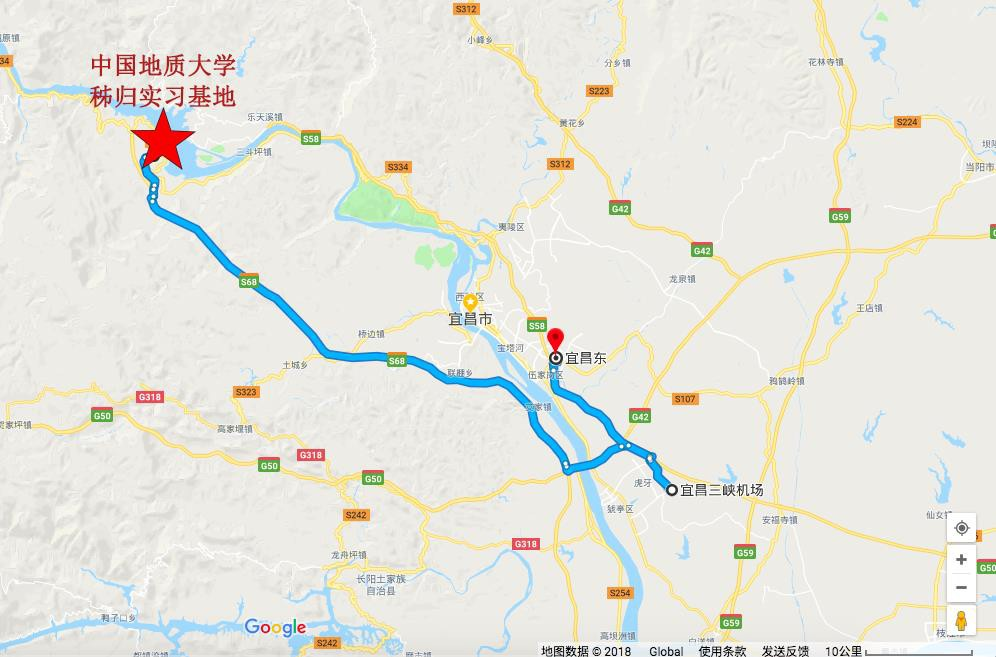 S312
小峰乡
分乡镇
花林寺镇
34
中国地质大学
秭归实习基地
S223
乐天溪镇
黄花乡
S224
S58
三斗坪镇
S312
S334
当阳市
G42
G59
夷陵区
G42
龙泉镇
S68
宜昌市
王店镇
S58
桥边镇
宝塔河
宜昌东
土城乡
S68
联棚乡
伍家岗区
鸦鹊岭镇
S323
G318
S107
G50
G42
高家堰镇
G318
G50
G50
虎牙
宜昌三峡机场
猇亭区
S242
安福寺镇
仙女镇
G318
G59
龙舟坪镇
G50
长阳土家族
自治县
S254
G59
Google
高坝洲镇
S242
地图数据 © 2018 Global 使用条款 发送反馈 10公里